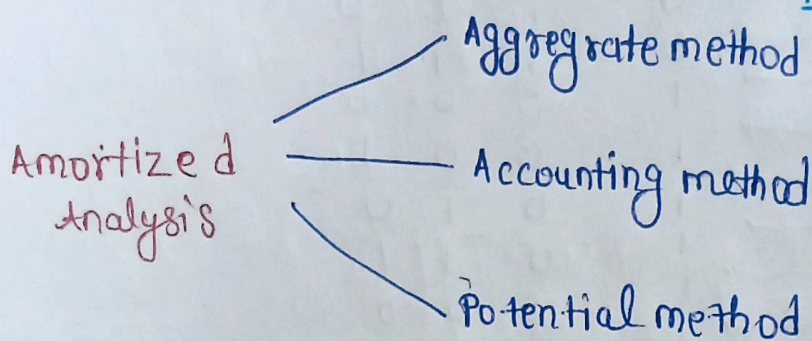 Aggregrate method
Amortized
Analysis
Accounting method
Potential method